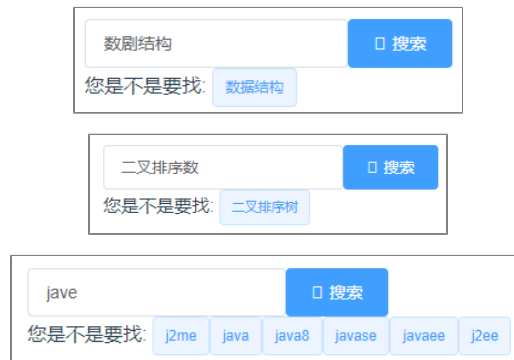 数剧结构 搜索
您是不是要找: 数据结构
二叉排序数 搜索
您是不是要找: 二叉排序树
jave 搜索
您是不是要找: j2me java java8 javase javaee j2ee